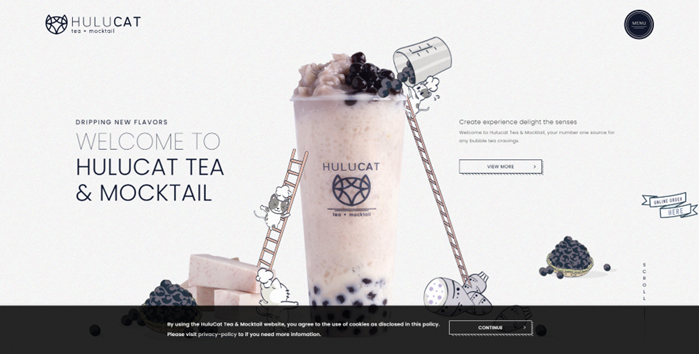 HULUCAT
tea + mocktail
MENU
DRIPPING NEW FLAVORS
WELCOME TO
HULUCAT TEA
& MOCKTAIL
Create experience delight the senses
Welcome to Hulucat Tea & Mocktail, your number one source for
any bubble tea cravings.
VIEW MORE
HULUCAT
tea + mocktail
ONLINE ORDER
HERE
SCROLL
By using the HuluCat Tea & Mocktail website, you agree to the use of cookies as disclosed in this policy.
Please visit privacy-policy to if you need more infomation.
CONTINUE